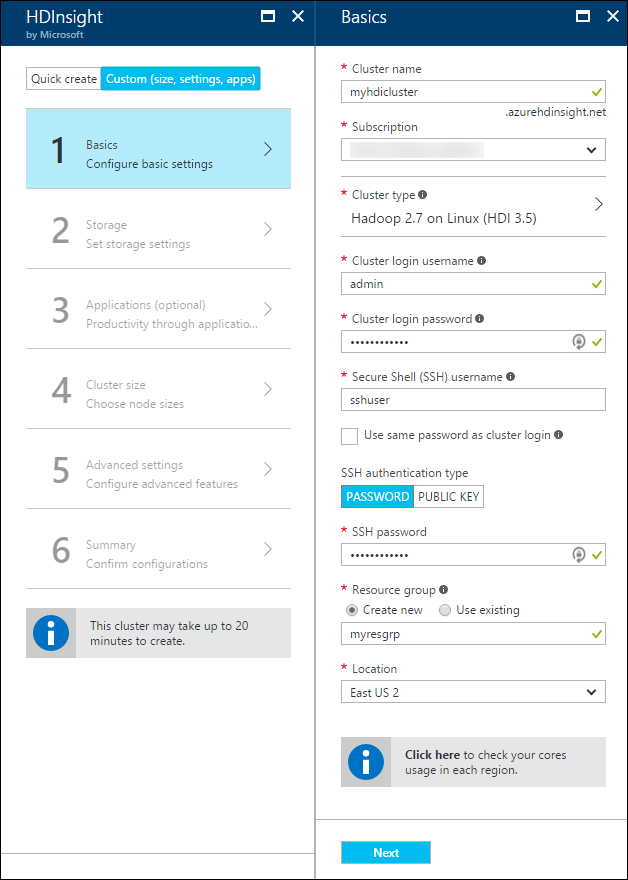 HDInsight
by Microsoft
Quick create
Custom (size, settings, apps)
1
Basics
Configure basic settings
2
Storage
Set storage settings
3
Applications (optional)
Productivity through applicatio...
4
Cluster size
Choose node sizes
5
Advanced settings
Configure advanced features
6
Summary
Confirm configurations
This cluster may take up to 20
minutes to create.
Basics
* Cluster name
myhdicluster
.azurehdinsight.net
* Subscription
* Cluster type
Hadoop 2.7 on Linux (HDI 3.5)
* Cluster login username
admin
* Cluster login password
••••••••••••
* Secure Shell (SSH) username
sshuser
Use same password as cluster login
SSH authentication type
PASSWORD
PUBLIC KEY
* SSH password
••••••••••••
* Resource group
Create new
Use existing
myresgrp
* Location
East US 2
Click here to check your cores
usage in each region.
Next